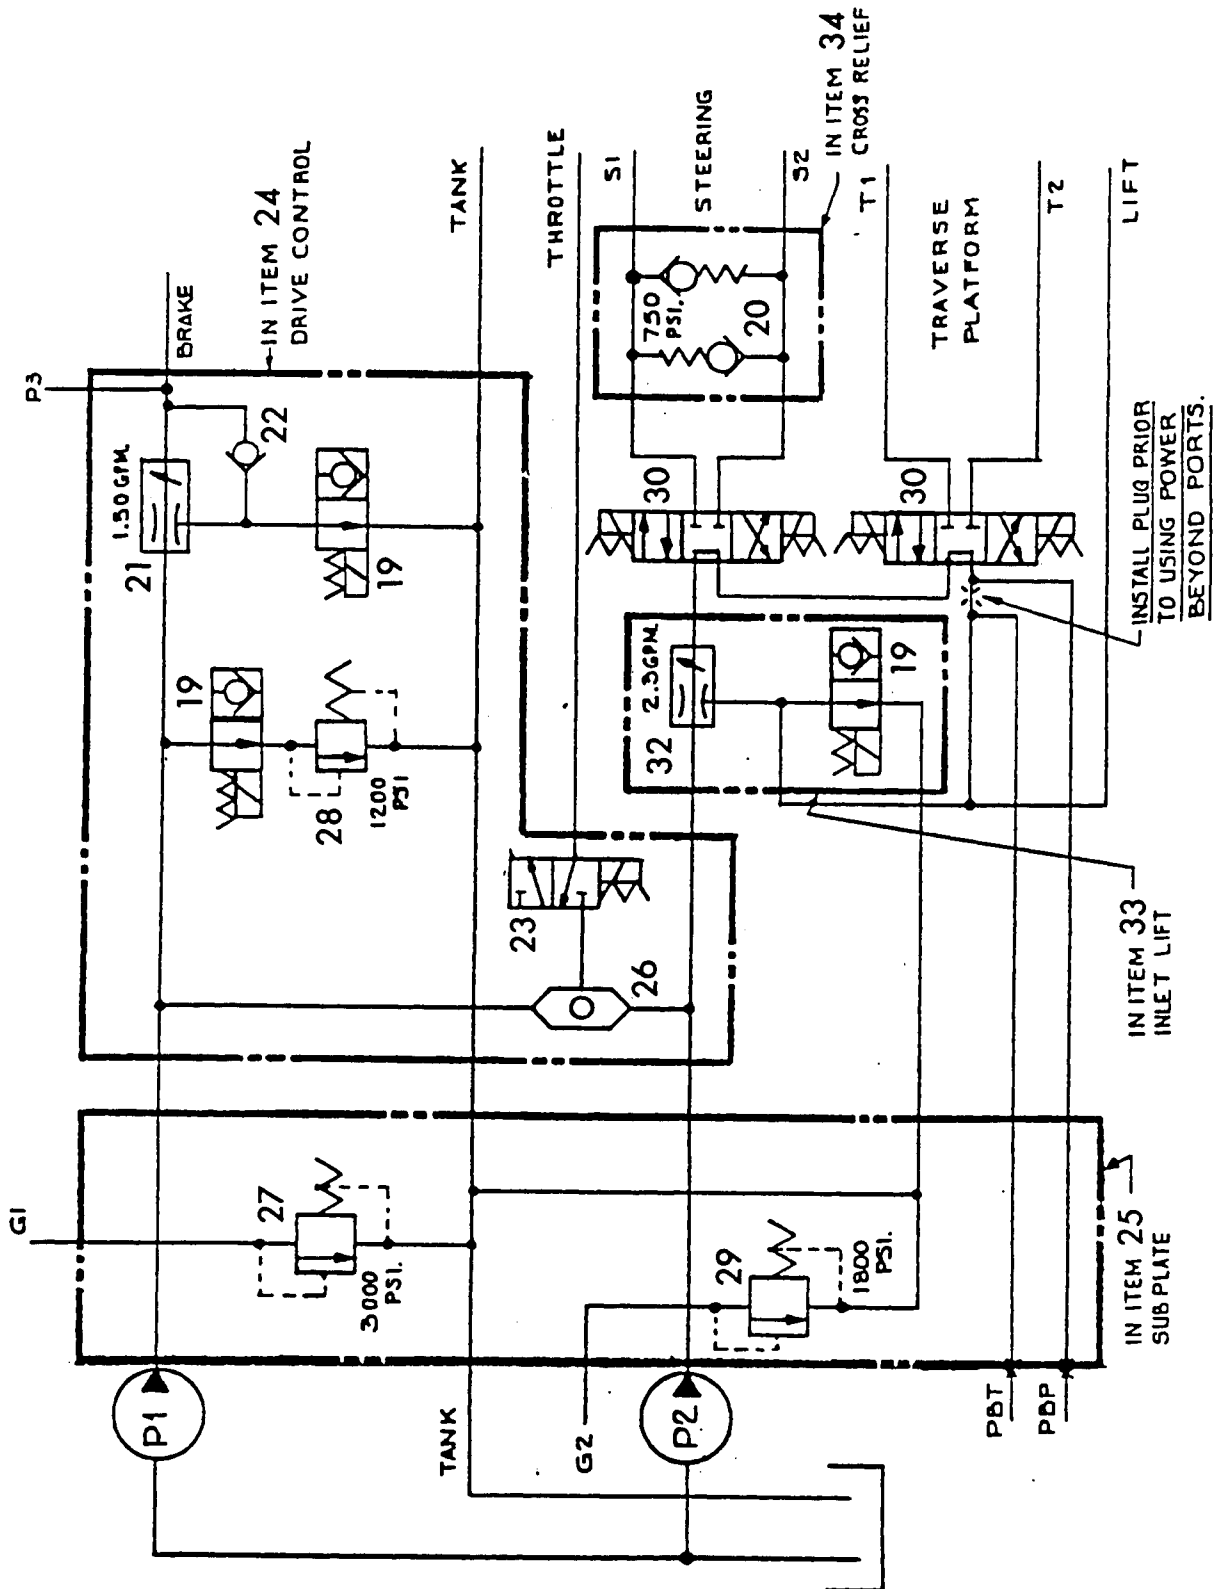 G1
P3
1.50 GPM.
21
BRAKE
IN ITEM 24
DRIVE CONTROL
22
19
19
27
3000
PSI.
28
1200
PSI
P1
TANK
TANK
23
THROTTLE
G2
26
32
2.3 GPM.
30
S1
750
PSI.
STEERING
20
S2
IN ITEM 34
CROSS RELIEF
P2
29
1800
PSI.
19
30
T1
TRAVERSE
PLATFORM
T2
LIFT
PBT
PBP
IN ITEM 25
SUBPLATE
IN ITEM 33
INLET LIFT
INSTALL PLUG PRIOR
TO USING POWER
BEYOND PORTS.